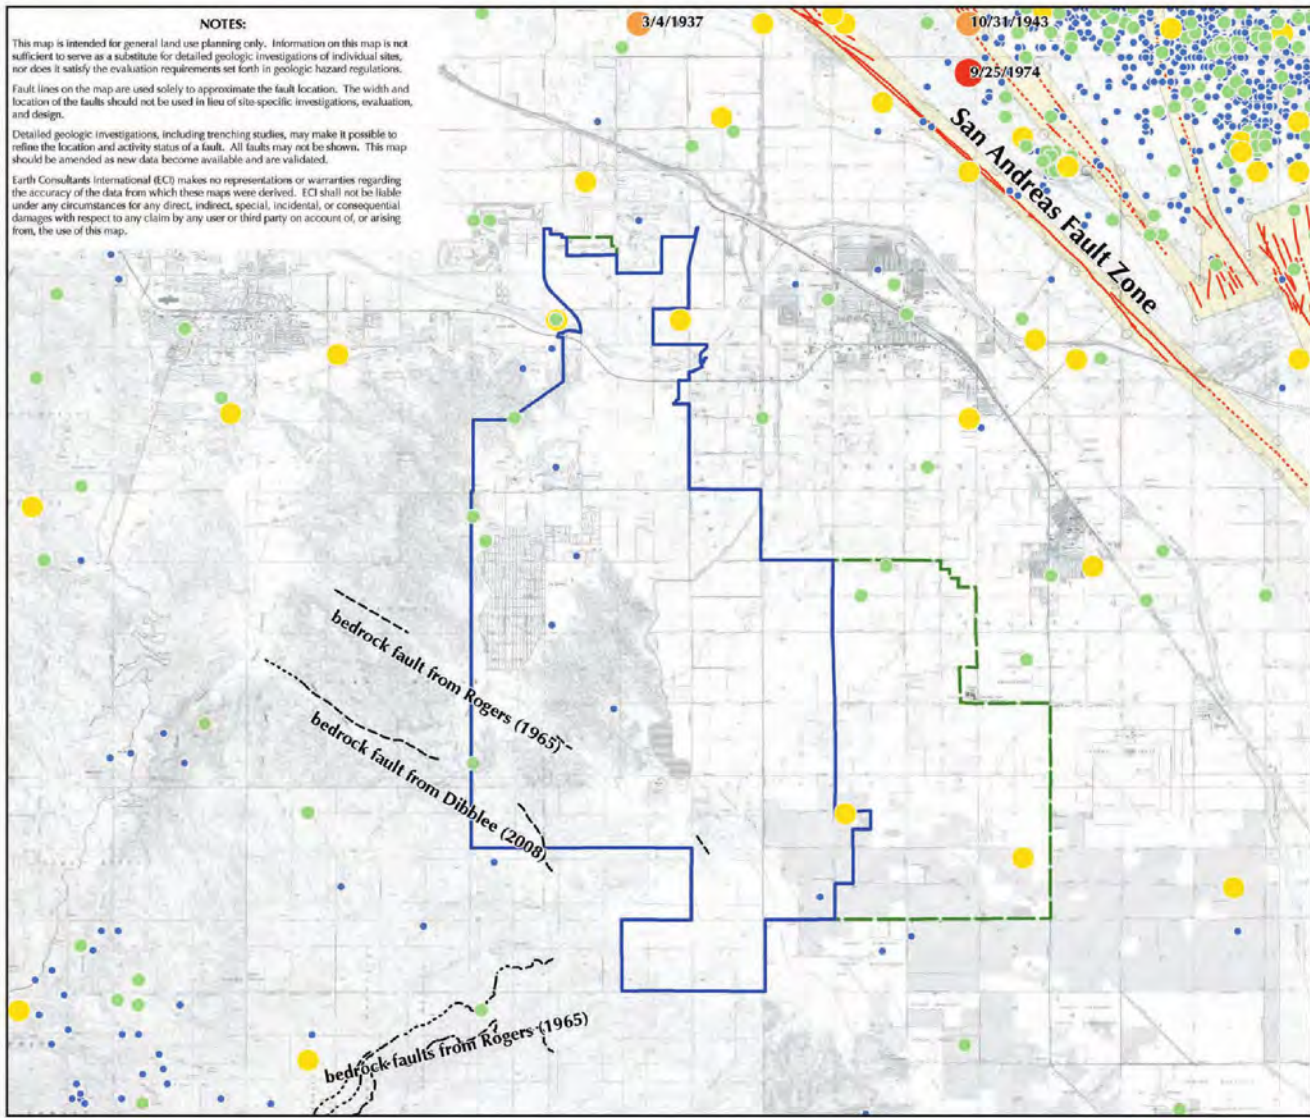 NOTES:
This map is intended for general land use planning only. Information on this map is not
sufficient to serve as a substitute for detailed geologic investigations of individual sites,
nor does it satisfy the evaluation requirements set forth in geologic hazard regulations.
Fault lines on the map are used solely to approximate the fault location. The width and
location of the faults should not be used in lieu of site-specific investigations, evaluation,
and design.
Detailed geologic investigations, including trenching studies, may make it possible to
refine the location and activity status of a fault. All faults may not be shown. This map
should be amended as new data become available and are validated.
Earth Consultants International (ECI) makes no representations or warranties regarding
the accuracy of the data from which these maps were derived. ECI shall not be liable
under any circumstances for any direct, indirect, special, incidental, or consequential
damages with respect to any claim by any user or third party on account of, or arising
from, the use of this map.
3/4/1937
10/31/1943
9/25/1974
San Andreas Fault Zone
bedrock fault from Rogers (1965)
bedrock fault from Dibblee (2008)
bedrock faults from Rogers (1965)